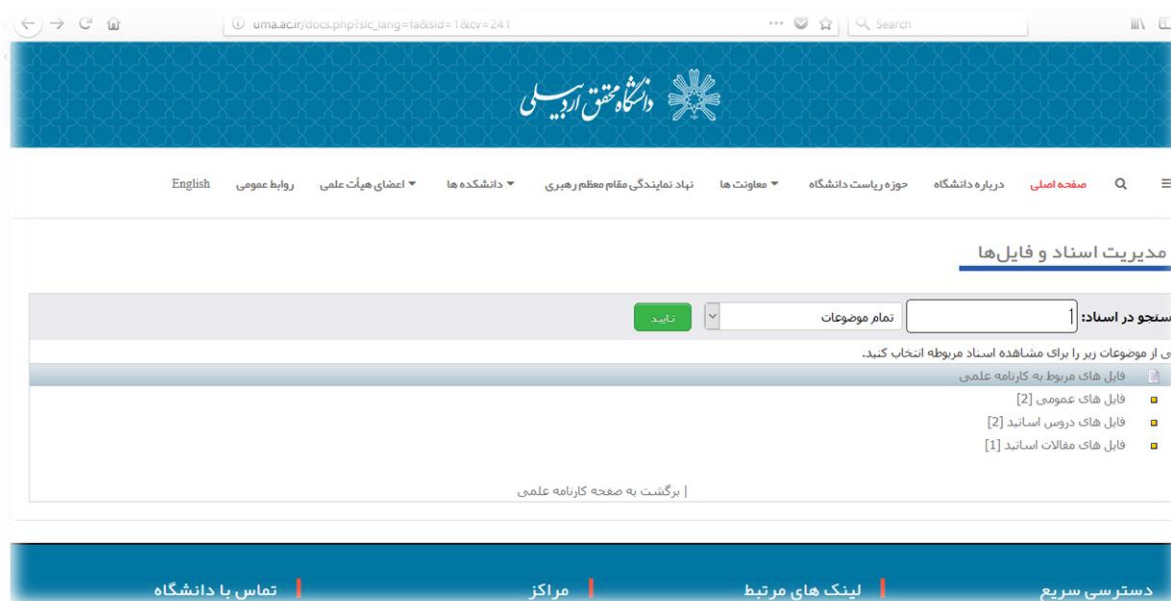 uma.ac.ir/docs.php?sic_lang=fa&sid=1&cv=241
Search
دانشگاه محقق اردبیلی
صفحه اصلی درباره دانشگاه حوزه ریاست دانشگاه معاونت ها نهاد نمایندگی مقام معظم رهبری دانشکده ها اعضای هیأت علمی روابط عمومی English
مدیریت اسناد و فایل‌ها
ستجو در اسناد: 1 تمام موضوعات تایید
ی از موضوعات زیر را برای مشاهده اسناد مربوطه انتخاب کنید.
فایل های مربوط به کارنامه علمی
فایل های عمومی [2]
فایل های دروس اساتید [2]
فایل های مقالات اساتید [1]
| برگشت به صفحه کارنامه علمی
دسترسی سریع لینک های مرتبط مراکز تماس با دانشگاه